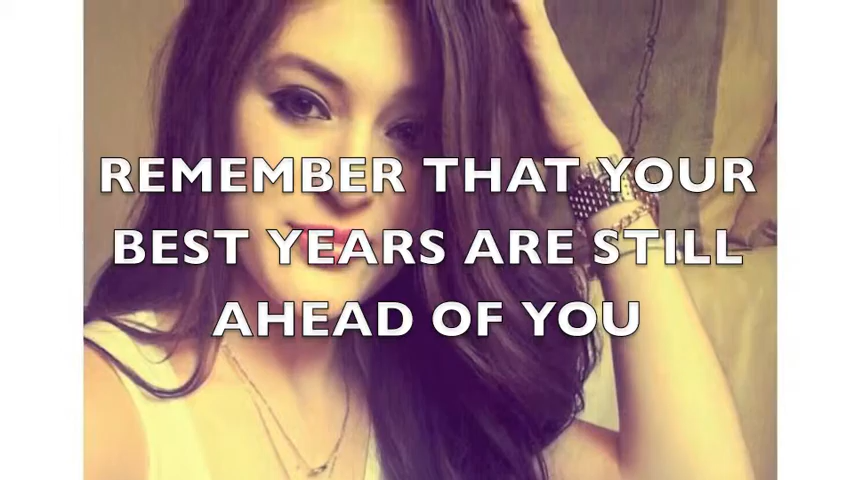 REMEMBER THAT YOUR
BEST YEARS ARE STILL
AHEAD OF YOU